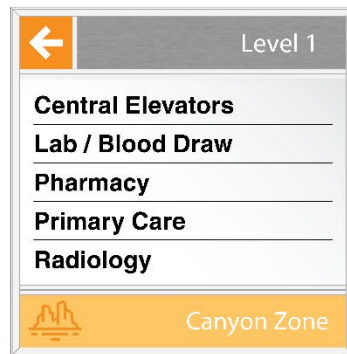 Level 1
Central Elevators
Lab / Blood Draw
Pharmacy
Primary Care
Radiology
Canyon Zone